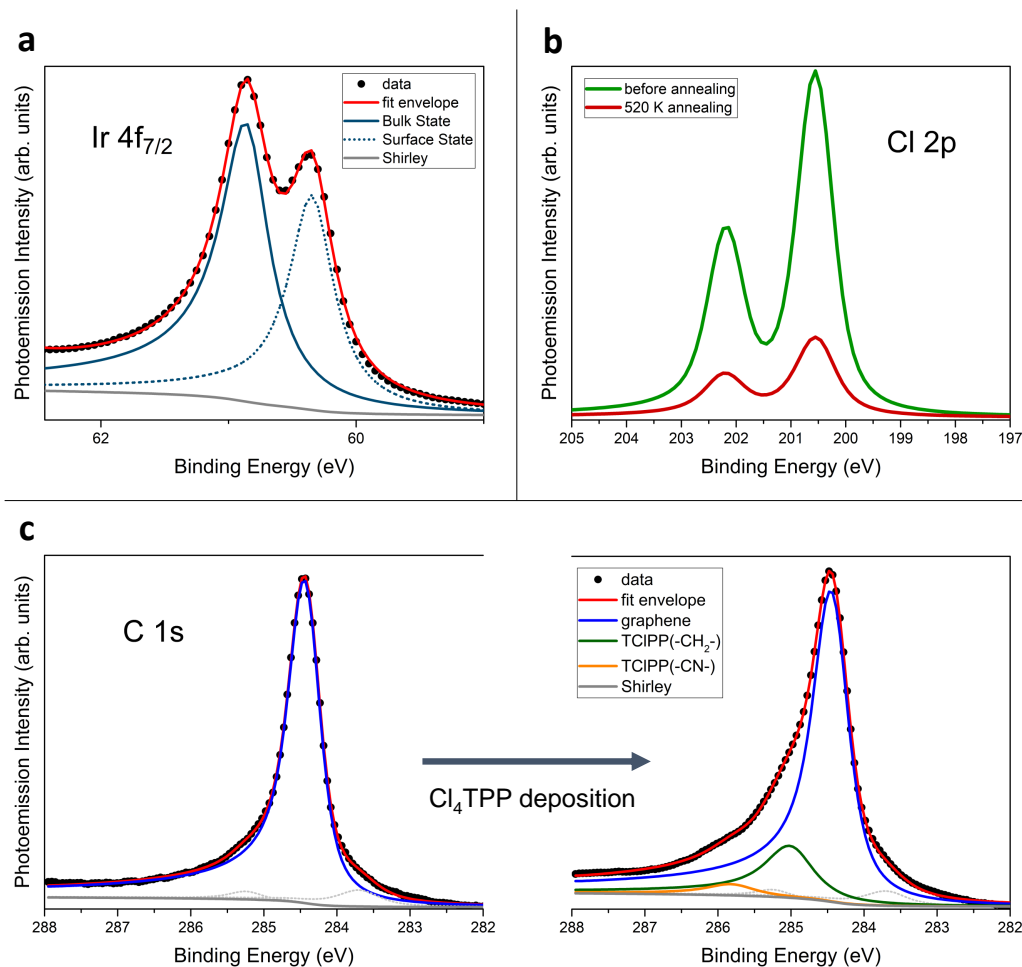 a
Photoemission Intensity (arb. units)
Ir 4f7/2
data
fit envelope
Bulk State
Surface State
Shirley
62
60
Binding Energy (eV)
b
Photoemission Intensity (arb. units)
before annealing
520 K annealing
Cl 2p
205
204
203
202
201
200
199
198
197
Binding Energy (eV)
c
Photoemission Intensity (arb. units)
C 1s
288
287
286
285
284
283
282
Binding Energy (eV)
Cl4TPP deposition
data
fit envelope
graphene
TClPP(-CH2-)
TClPP(-CN-)
Shirley
288
287
286
285
284
283
282
Binding Energy (eV)